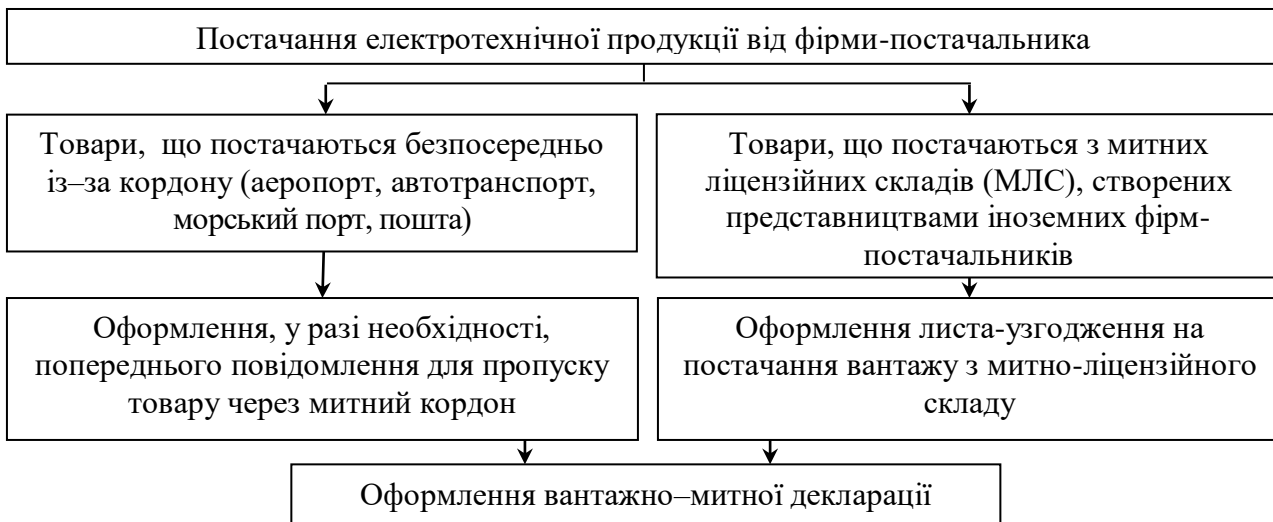 Постачання електротехнічної продукції від фірми-постачальника
Товари, що постачаються безпосередньо
із–за кордону (аеропорт, автотранспорт,
морський порт, пошта)
Товари, що постачаються з митних
ліцензійних складів (МЛС), створених
представництвами іноземних фірм-
постачальників
Оформлення, у разі необхідності,
попереднього повідомлення для пропуску
товару через митний кордон
Оформлення листа-узгодження на
постачання вантажу з митно-ліцензійного
складу
Оформлення вантажно–митної декларації